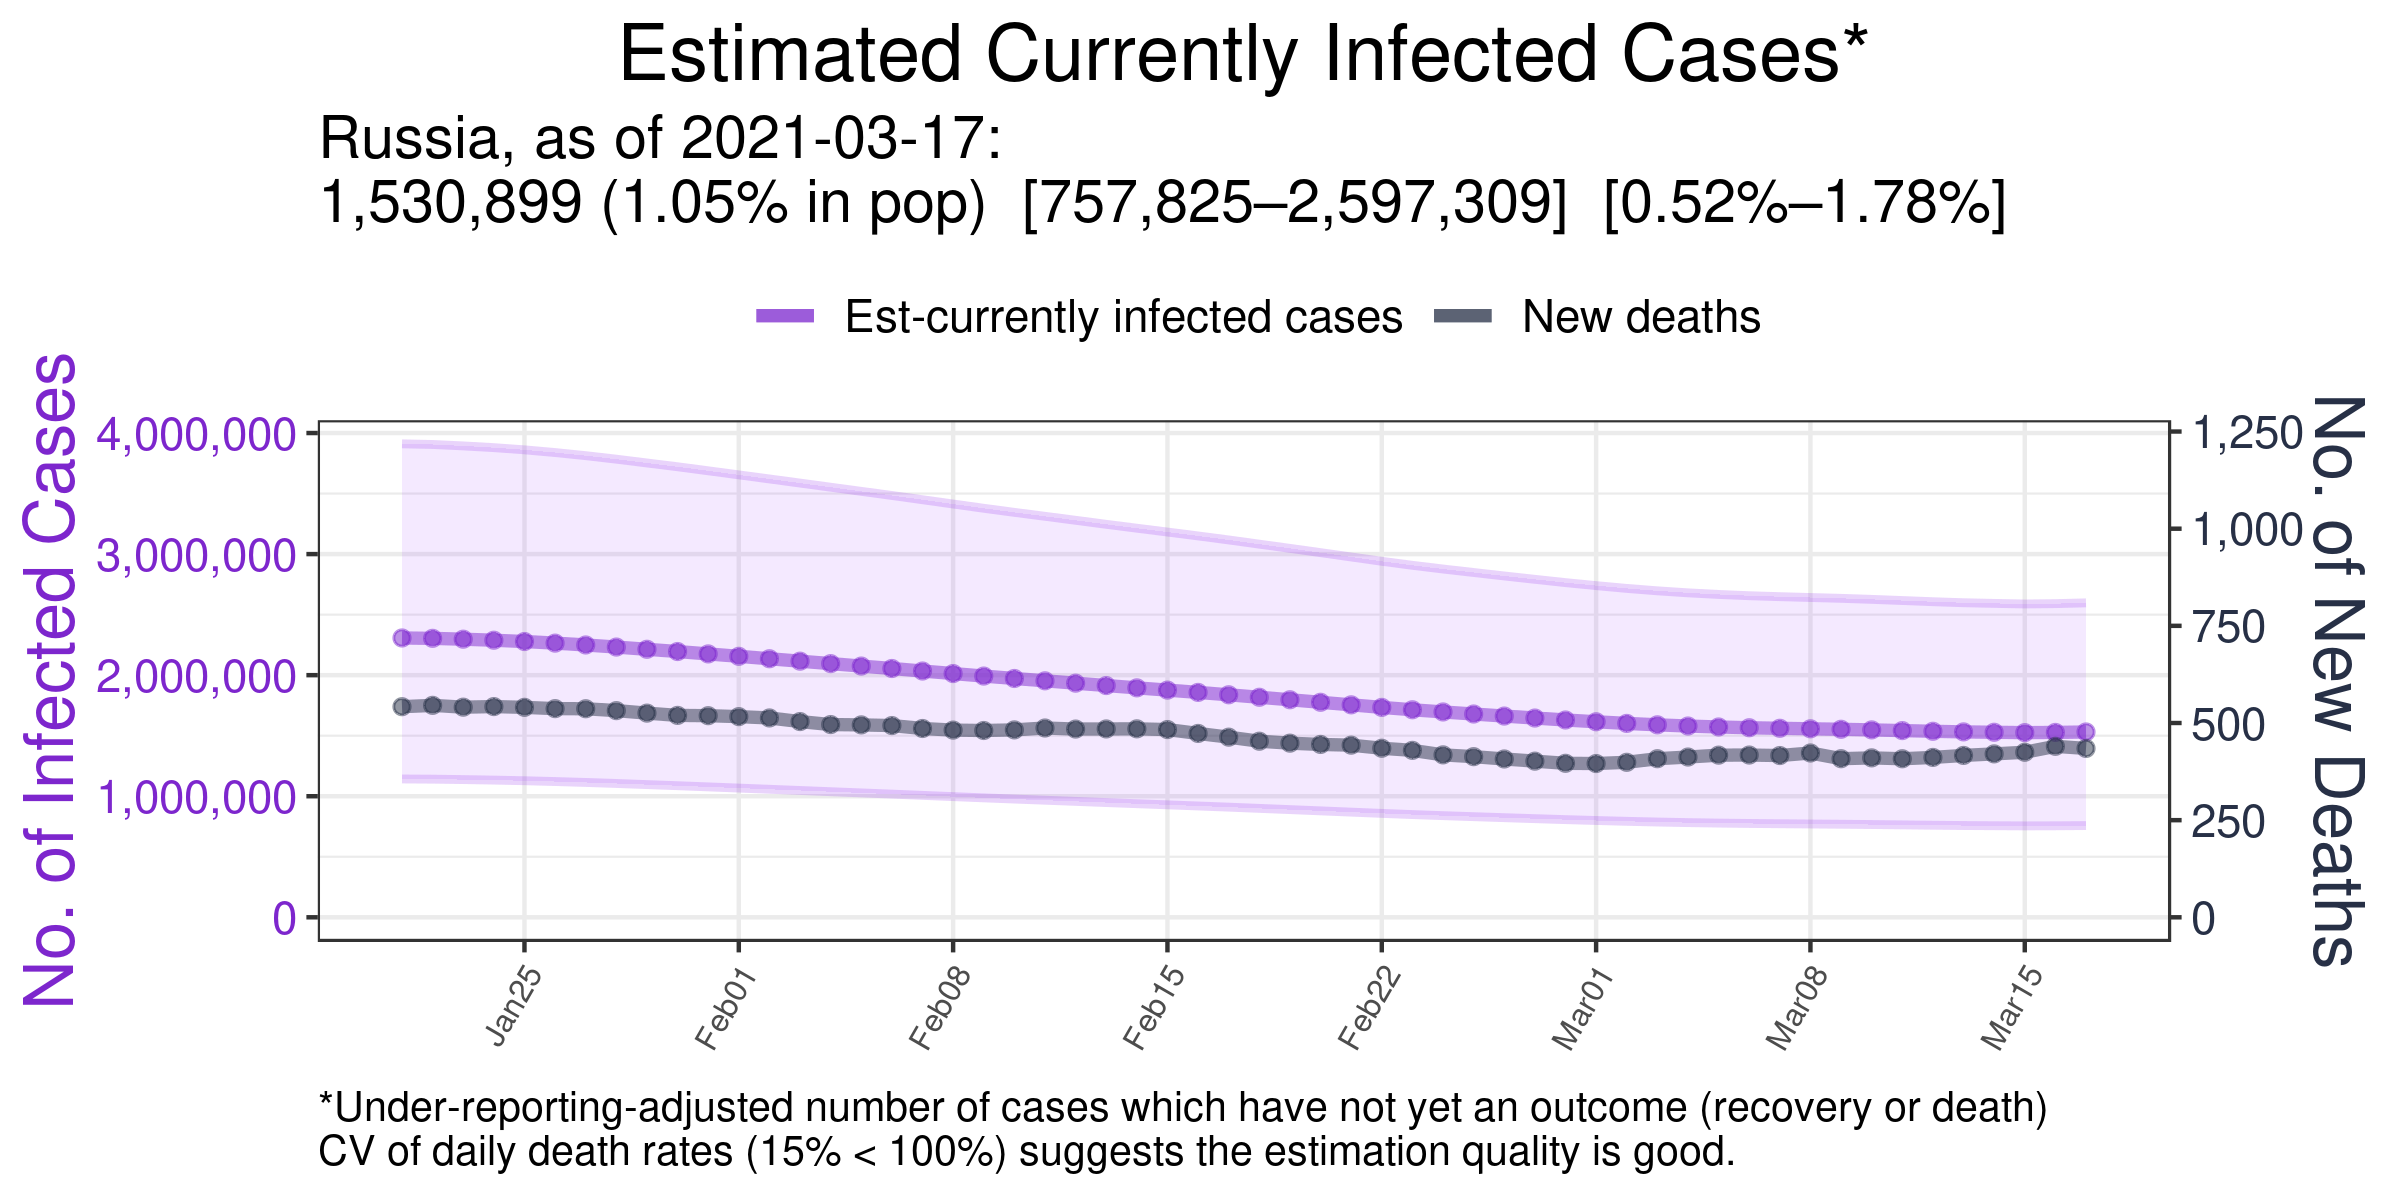 Estimated Currently Infected Cases*
Russia, as of 2021-03-17:
1,530,899 (1.05% in pop)  [757,825–2,597,309]  [0.52%–1.78%]
Est-currently infected cases
New deaths
No. of Infected Cases
4,000,000
3,000,000
2,000,000
1,000,000
0
1,250
1,000
750
500
250
0
No. of New Deaths
Jan25
Feb01
Feb08
Feb15
Feb22
Mar01
Mar08
Mar15
*Under-reporting-adjusted number of cases which have not yet an outcome (recovery or death)
CV of daily death rates (15% < 100%) suggests the estimation quality is good.